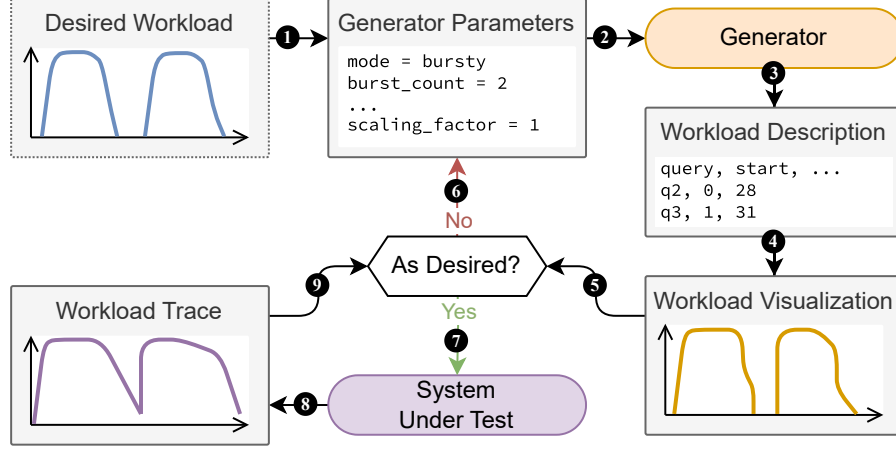 Desired Workload
1
Generator Parameters
mode = bursty
burst_count = 2
...
scaling_factor = 1
2
Generator
3
Workload Description
query, start, ...
q2, 0, 28
q3, 1, 31
4
Workload Visualization
5
As Desired?
6
No
Yes
7
System
Under Test
8
Workload Trace
9